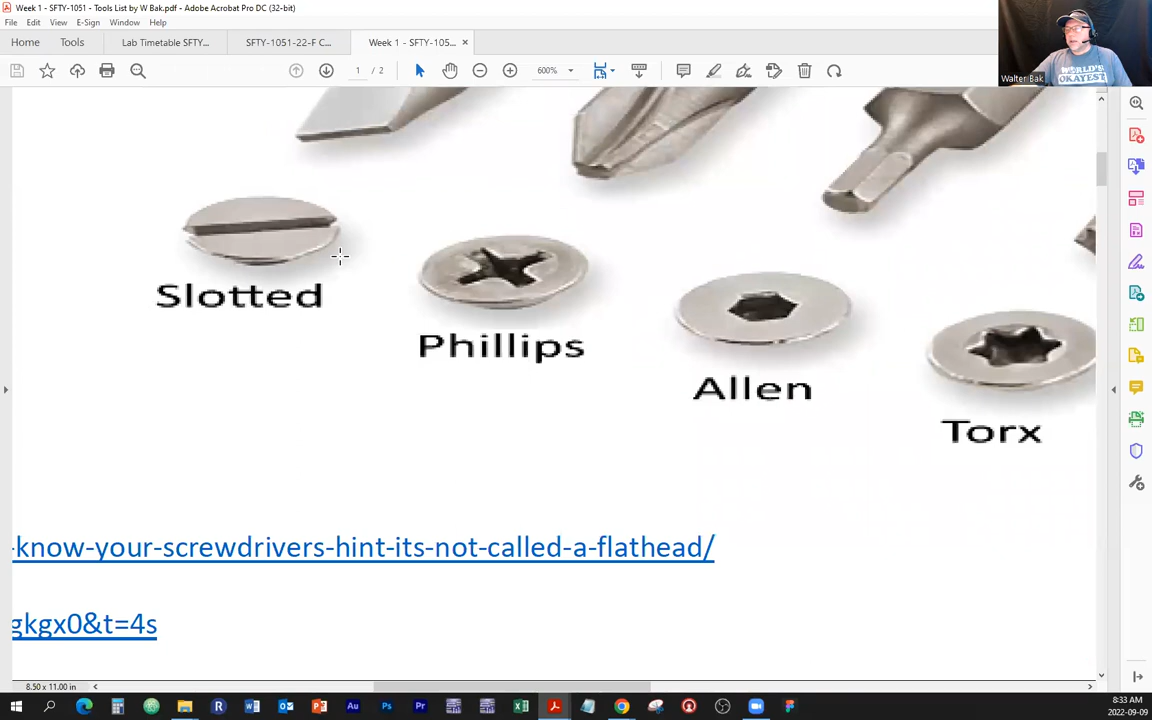 Week 1 - SFTY-1051 - Tools List by W Bak.pdf - Adobe Acrobat Pro DC (32-bit)
File Edit View E-Sign Window Help
Home Tools Lab Timetable SFTY... SFTY-1051-22-F C... Week 1 - SFTY-105... ×
1 / 2 600%
WORLD'S
OKAYEST
Walter Bak
Slotted
Phillips
Allen
Torx
-know-your-screwdrivers-hint-its-not-called-a-flathead/
gkgx0&t=4s
8.50 x 11.00 in
8:33 AM
2022-09-09